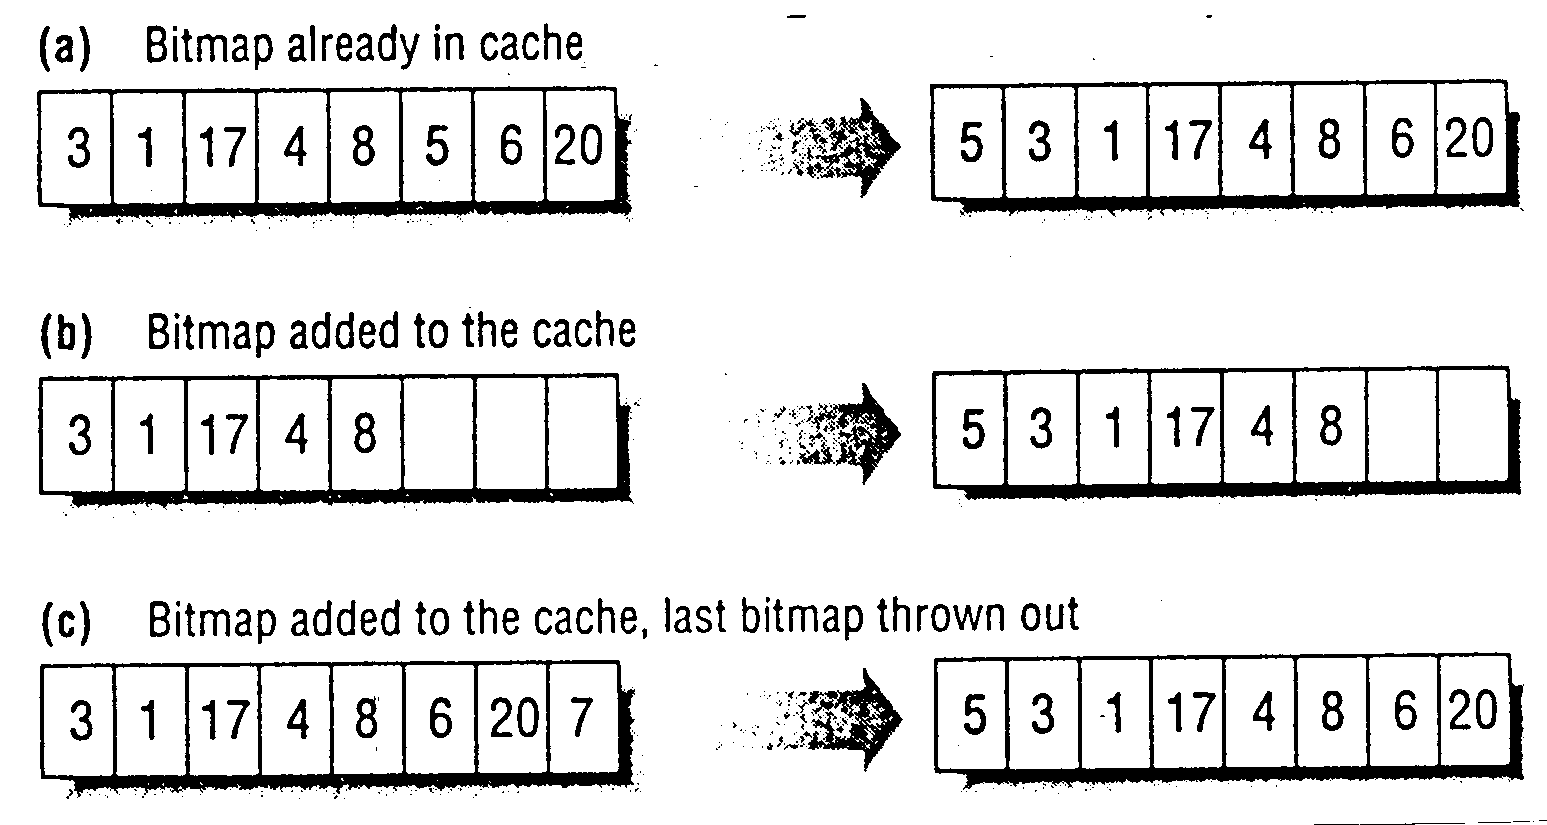 (a) Bitmap already in cache
3 1 17 4 8 5 6 20 5 3 1 17 4 8 6 20
(b) Bitmap added to the cache
3 1 17 4 8 5 3 1 17 4 8
(c) Bitmap added to the cache, last bitmap thrown out
3 1 17 4 8 6 20 7 5 3 1 17 4 8 6 20